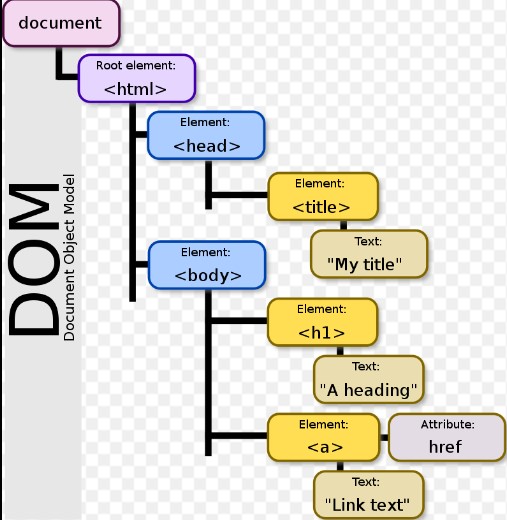 document
Root element:
<html>
Element:
<head>
Element:
<title>
Text:
"My title"
Element:
<body>
Element:
<h1>
Text:
"A heading"
Element:
<a>
Attribute:
href
Text:
"Link text"
DOM
Document Object Model